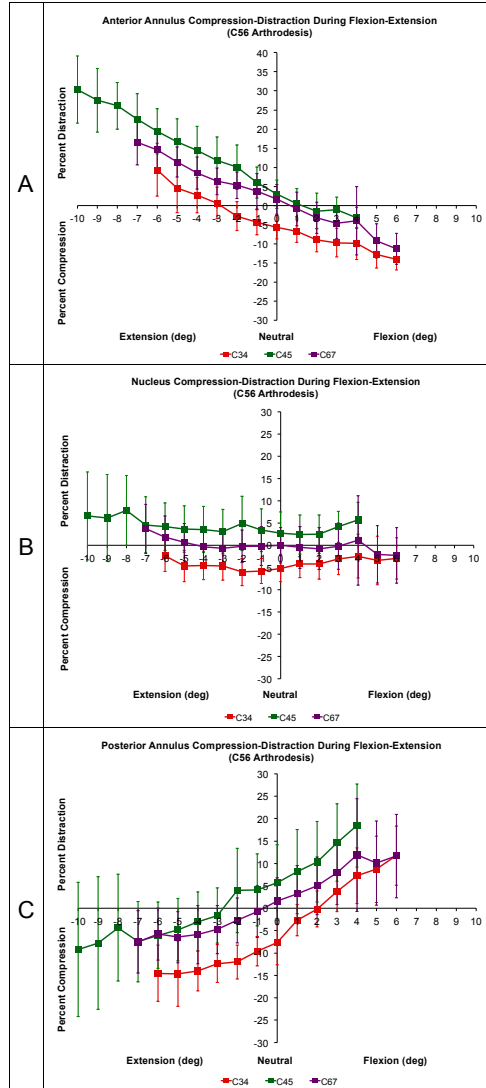 A
Anterior Annulus Compression-Distraction During Flexion-Extension
(C56 Arthrodesis)
Percent Distraction
Percent Compression
40
35
30
25
20
15
10
5
0
-5
-10
-15
-20
-25
-30
-10 -9 -8 -7 -6 -5 -4 -3 -2 -1 0 1 2 3 4 5 6 7 8 9 10
Extension (deg) Neutral Flexion (deg)
C34 C45 C67
B
Nucleus Compression-Distraction During Flexion-Extension
(C56 Arthrodesis)
Percent Distraction
Percent Compression
30
25
20
15
10
5
0
-5
-10
-15
-20
-25
-30
-10 -9 -8 -7 -6 -5 -4 -3 -2 -1 0 1 2 3 4 5 6 7 8 9 10
Extension (deg) Neutral Flexion (deg)
C34 C45 C67
C
Posterior Annulus Compression-Distraction During Flexion-Extension
(C56 Arthrodesis)
Percent Distraction
Percent Compression
30
25
20
15
10
5
0
-5
-10
-15
-20
-25
-30
-10 -9 -8 -7 -6 -5 -4 -3 -2 -1 0 1 2 3 4 5 6 7 8 9 10
Extension (deg) Neutral Flexion (deg)
C34 C45 C67